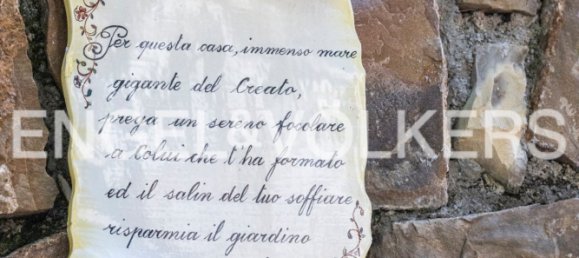 Per questa casa, immenso mare
gigante del Creato,
prega un sereno focolare
a Colui che t'ha formato
ed il salin del tuo soffiare
risparmia il giardino
ENGEL&VÖLKERS